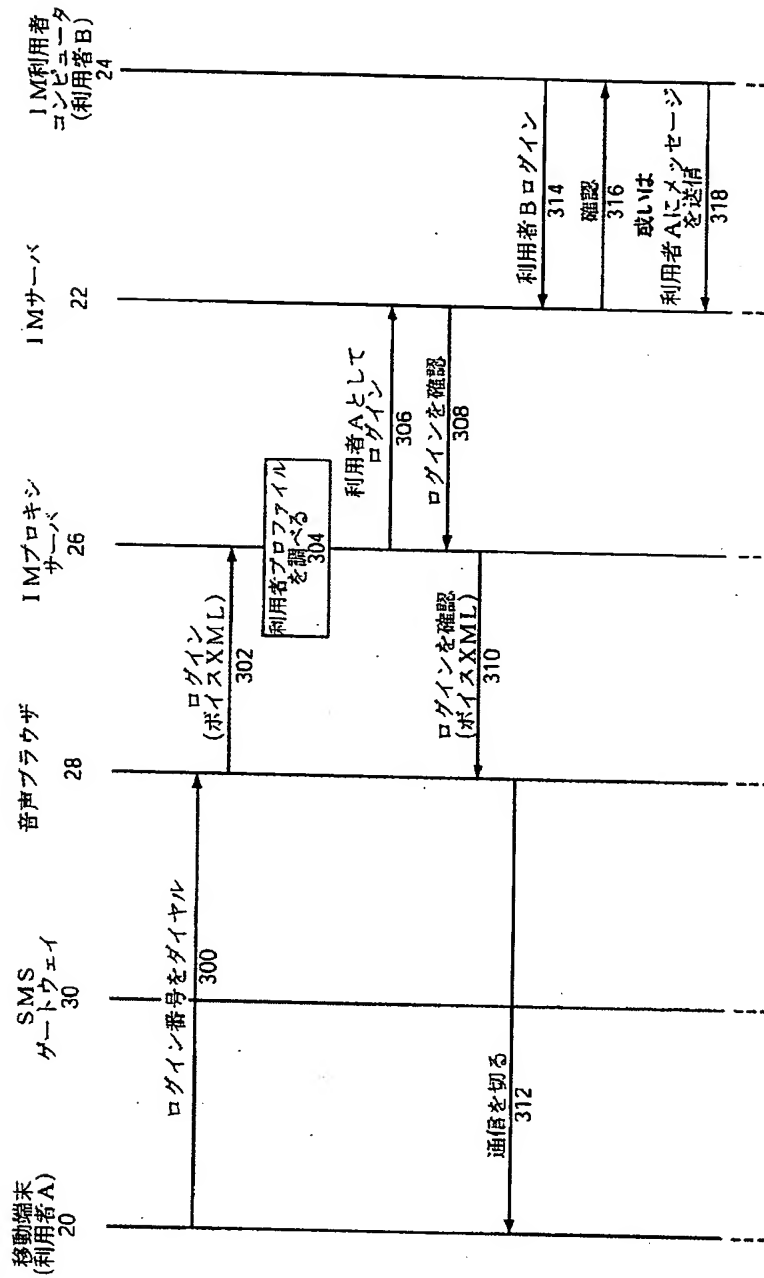 移動端末
(利用者A)
20
SMS
ゲートウェイ
30
音声ブラウザ
28
IMプロキシ
サーバ
26
IMサーバ
22
IM利用者
コンピュータ
(利用者B)
24
ログイン番号をダイヤル
300
ログイン
(ボイスXML)
302
利用者プロファイル
を調べる
304
利用者Aとして
ログイン
306
ログインを確認
308
ログインを確認
(ボイスXML)
310
通信を切る
312
利用者Bログイン
314
確認
316
或いは
利用者Aにメッセージ
を送信
318